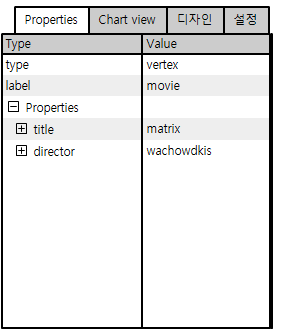 Properties Chart view 디자인 설정
Type Value
type vertex
label movie
Properties
title matrix
director wachowdkis